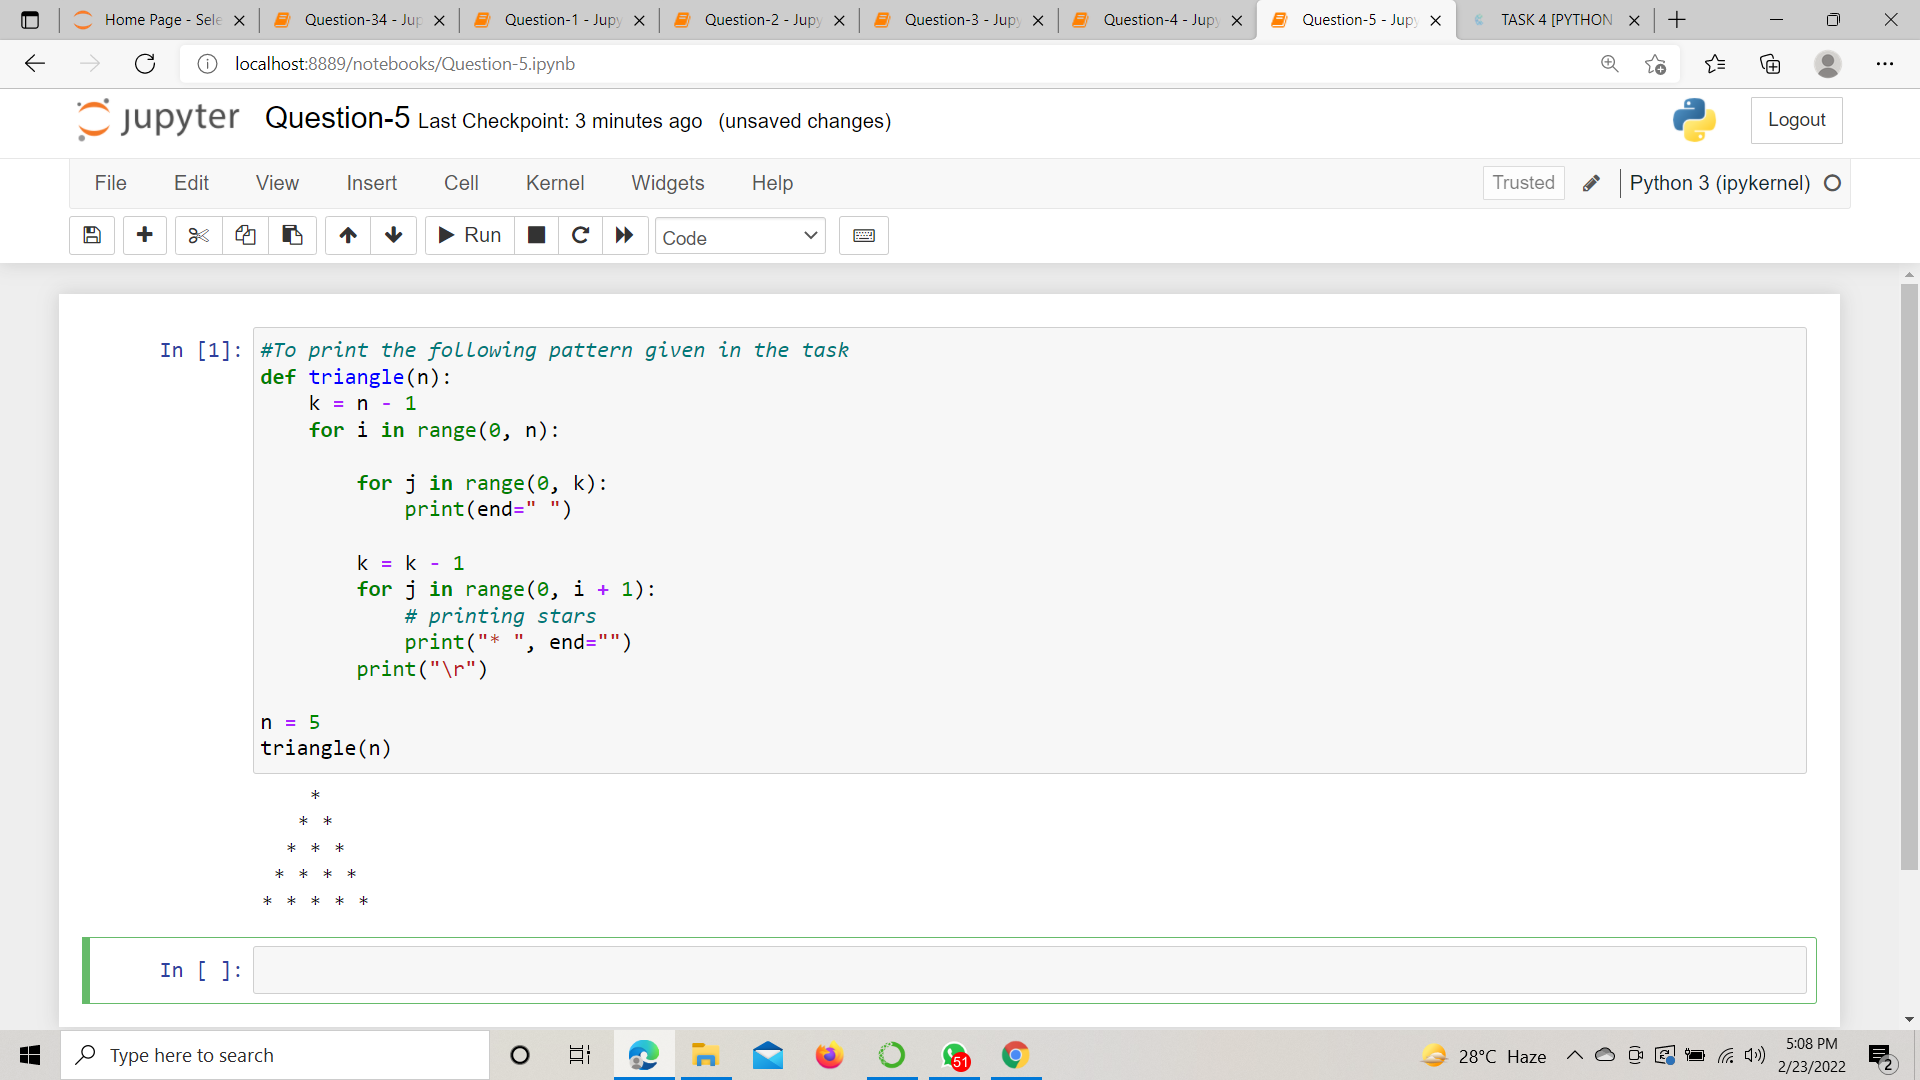 Home Page - Sele
Question-34 - Jup
Question-1 - Jupy
Question-2 - Jupy
Question-3 - Jupy
Question-4 - Jupy
Question-5 - Jupy
TASK 4 [PYTHON
localhost:8889/notebooks/Question-5.ipynb
jupyter Question-5 Last Checkpoint: 3 minutes ago (unsaved changes)
Logout
File Edit View Insert Cell Kernel Widgets Help
Trusted
Python 3 (ipykernel)
Run
Code
In [1]:
#To print the following pattern given in the task
def triangle(n):
    k = n - 1
    for i in range(0, n):

        for j in range(0, k):
            print(end=" ")

        k = k - 1
        for j in range(0, i + 1):
            # printing stars
            print("* ", end="")
        print("\r")

n = 5
triangle(n)
    *
   * *
  * * *
 * * * *
* * * * *
In [ ]:
Type here to search
51
28°C Haze
5:08 PM
2/23/2022
2